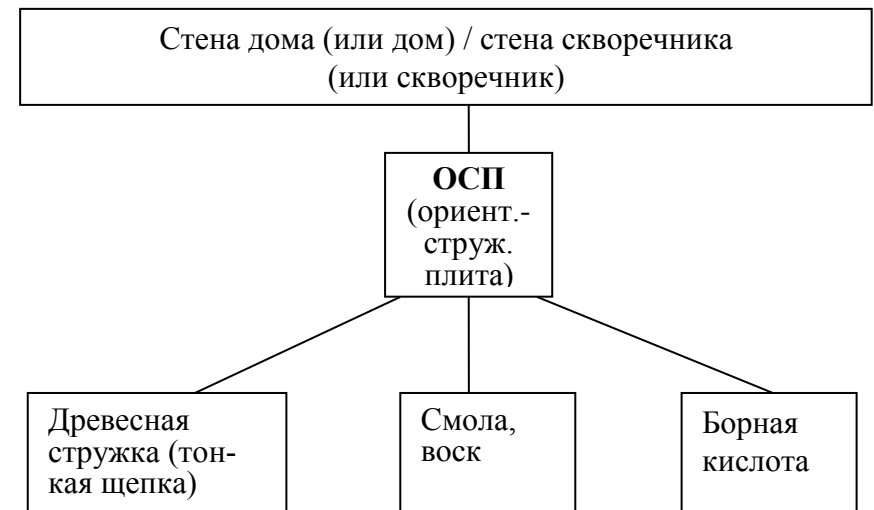 Стена дома (или дом) / стена скворечника
(или скворечник)
ОСП
(ориент.-
струж.
плита)
Древесная
стружка (тон-
кая щепка)
Смола,
воск
Борная
кислота